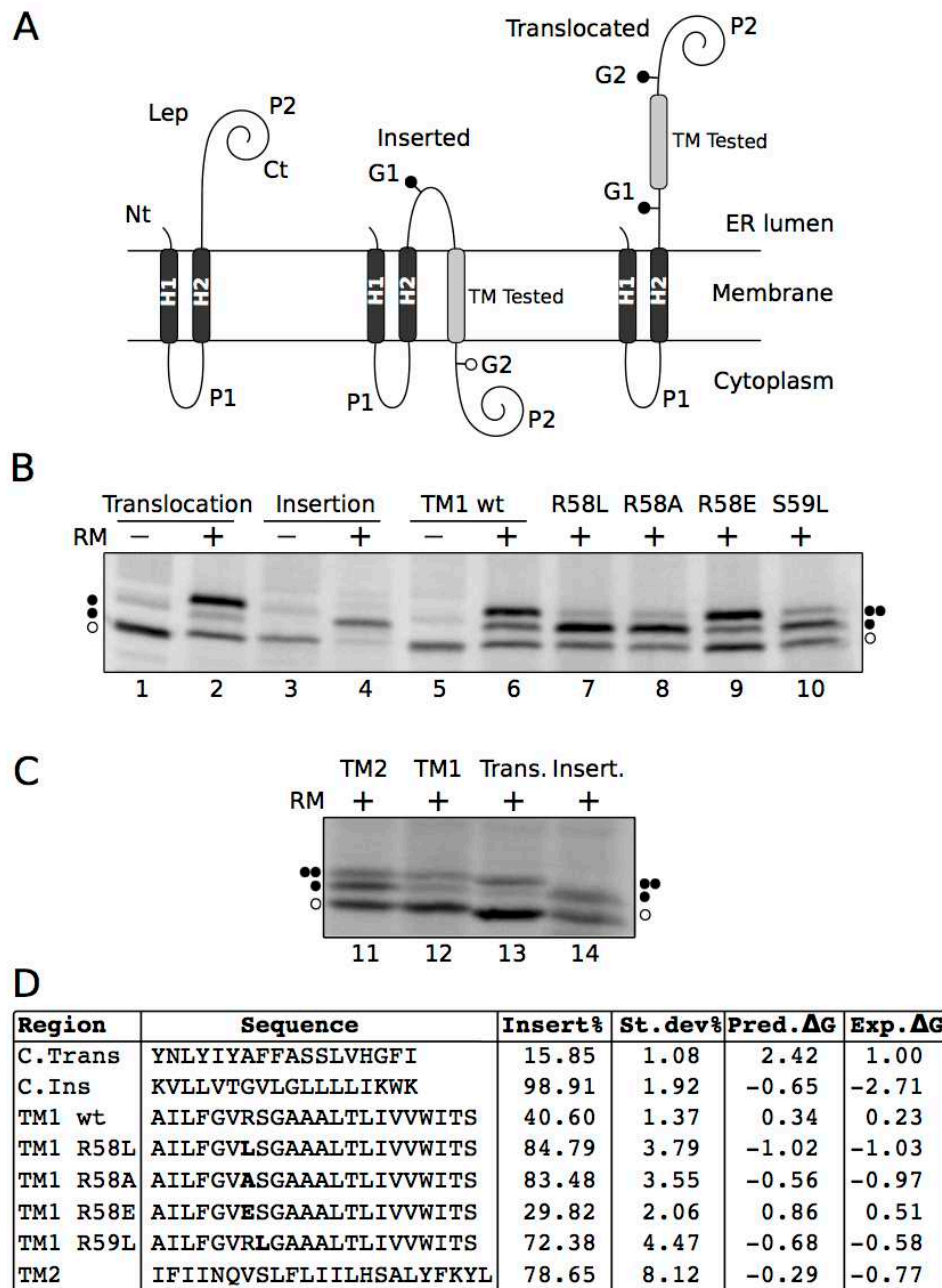 A
Lep
P2
Ct
Nt
H1
H2
P1
Inserted
G1
H1
H2
TM Tested
G2
P1
P2
Translocated
P2
G2
TM Tested
G1
H1
H2
P1
ER lumen
Membrane
Cytoplasm
B
Translocation Insertion TM1 wt R58L R58A R58E S59L
RM − + − + − + + + + +
1 2 3 4 5 6 7 8 9 10
C
TM2 TM1 Trans. Insert.
RM + + + +
11 12 13 14
D
Region Sequence Insert% St.dev% Pred.ΔG Exp.ΔG
C.Trans YNLYIYAFFASSLVHGFI 15.85 1.08 2.42 1.00
C.Ins KVLLVTGVLGLLLLIKWK 98.91 1.92 −0.65 −2.71
TM1 wt AILFGVRSGAAALTLIVVWITS 40.60 1.37 0.34 0.23
TM1 R58L AILFGVLSGAAALTLIVVWITS 84.79 3.79 −1.02 −1.03
TM1 R58A AILFGVASGAAALTLIVVWITS 83.48 3.55 −0.56 −0.97
TM1 R58E AILFGVESGAAALTLIVVWITS 29.82 2.06 0.86 0.51
TM1 R59L AILFGVRLGAAALTLIVVWITS 72.38 4.47 −0.68 −0.58
TM2 IFIINQVSLFLIILHSALYFKYL 78.65 8.12 −0.29 −0.77